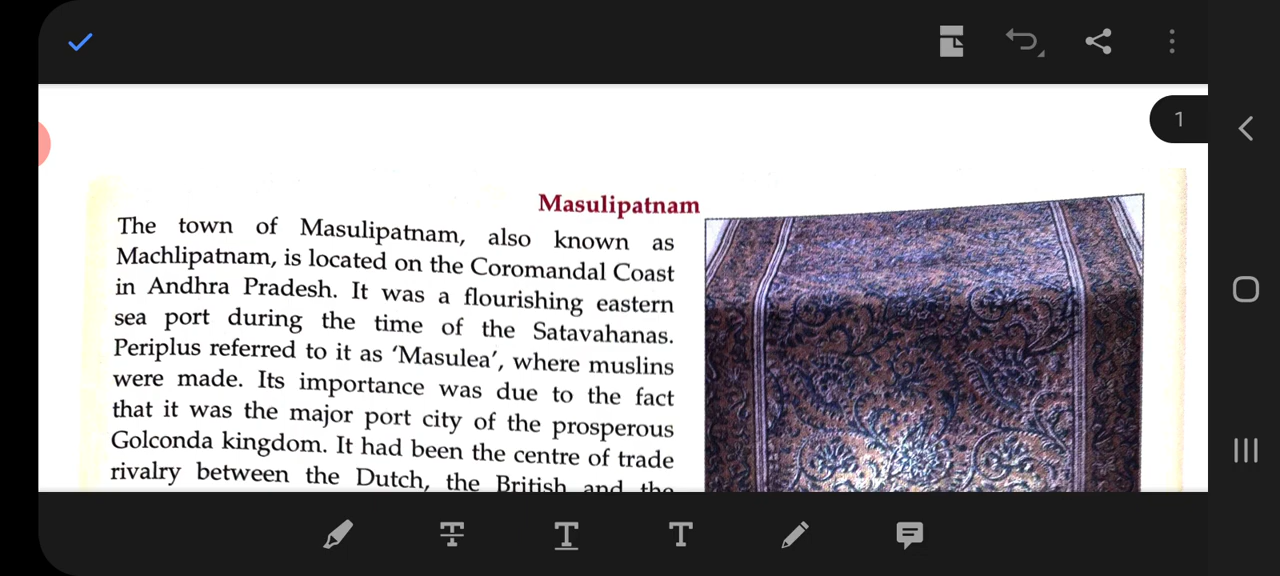 1
Masulipatnam
The town of Masulipatnam, also known as
Machlipatnam, is located on the Coromandal Coast
in Andhra Pradesh. It was a flourishing eastern
sea port during the time of the Satavahanas.
Periplus referred to it as ‘Masulea’, where muslins
were made. Its importance was due to the fact
that it was the major port city of the prosperous
Golconda kingdom. It had been the centre of trade
rivalry between the Dutch, the British and the